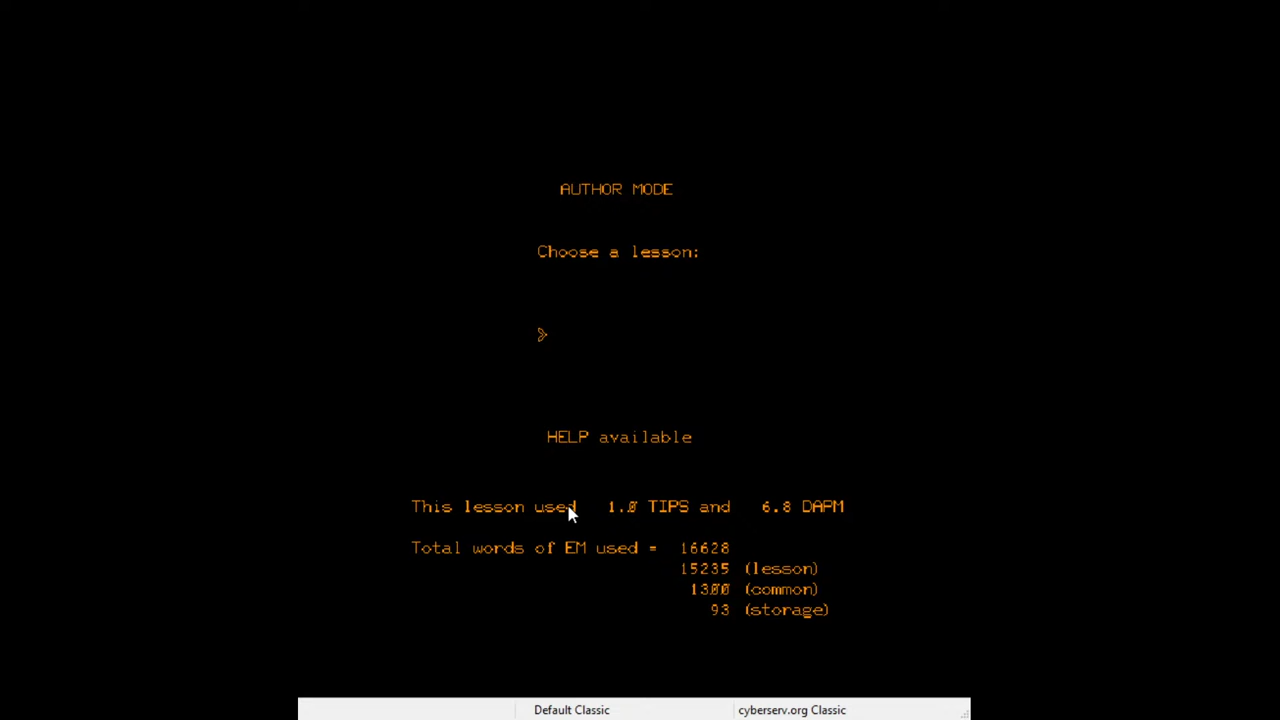 AUTHOR MODE
Choose a lesson:
>
HELP available
This lesson used 1.0 TIPS and 6.8 DAPM
Total words of EM used = 16628
15235 (lesson)
1300 (common)
93 (storage)
Default Classic cyberserv.org Classic